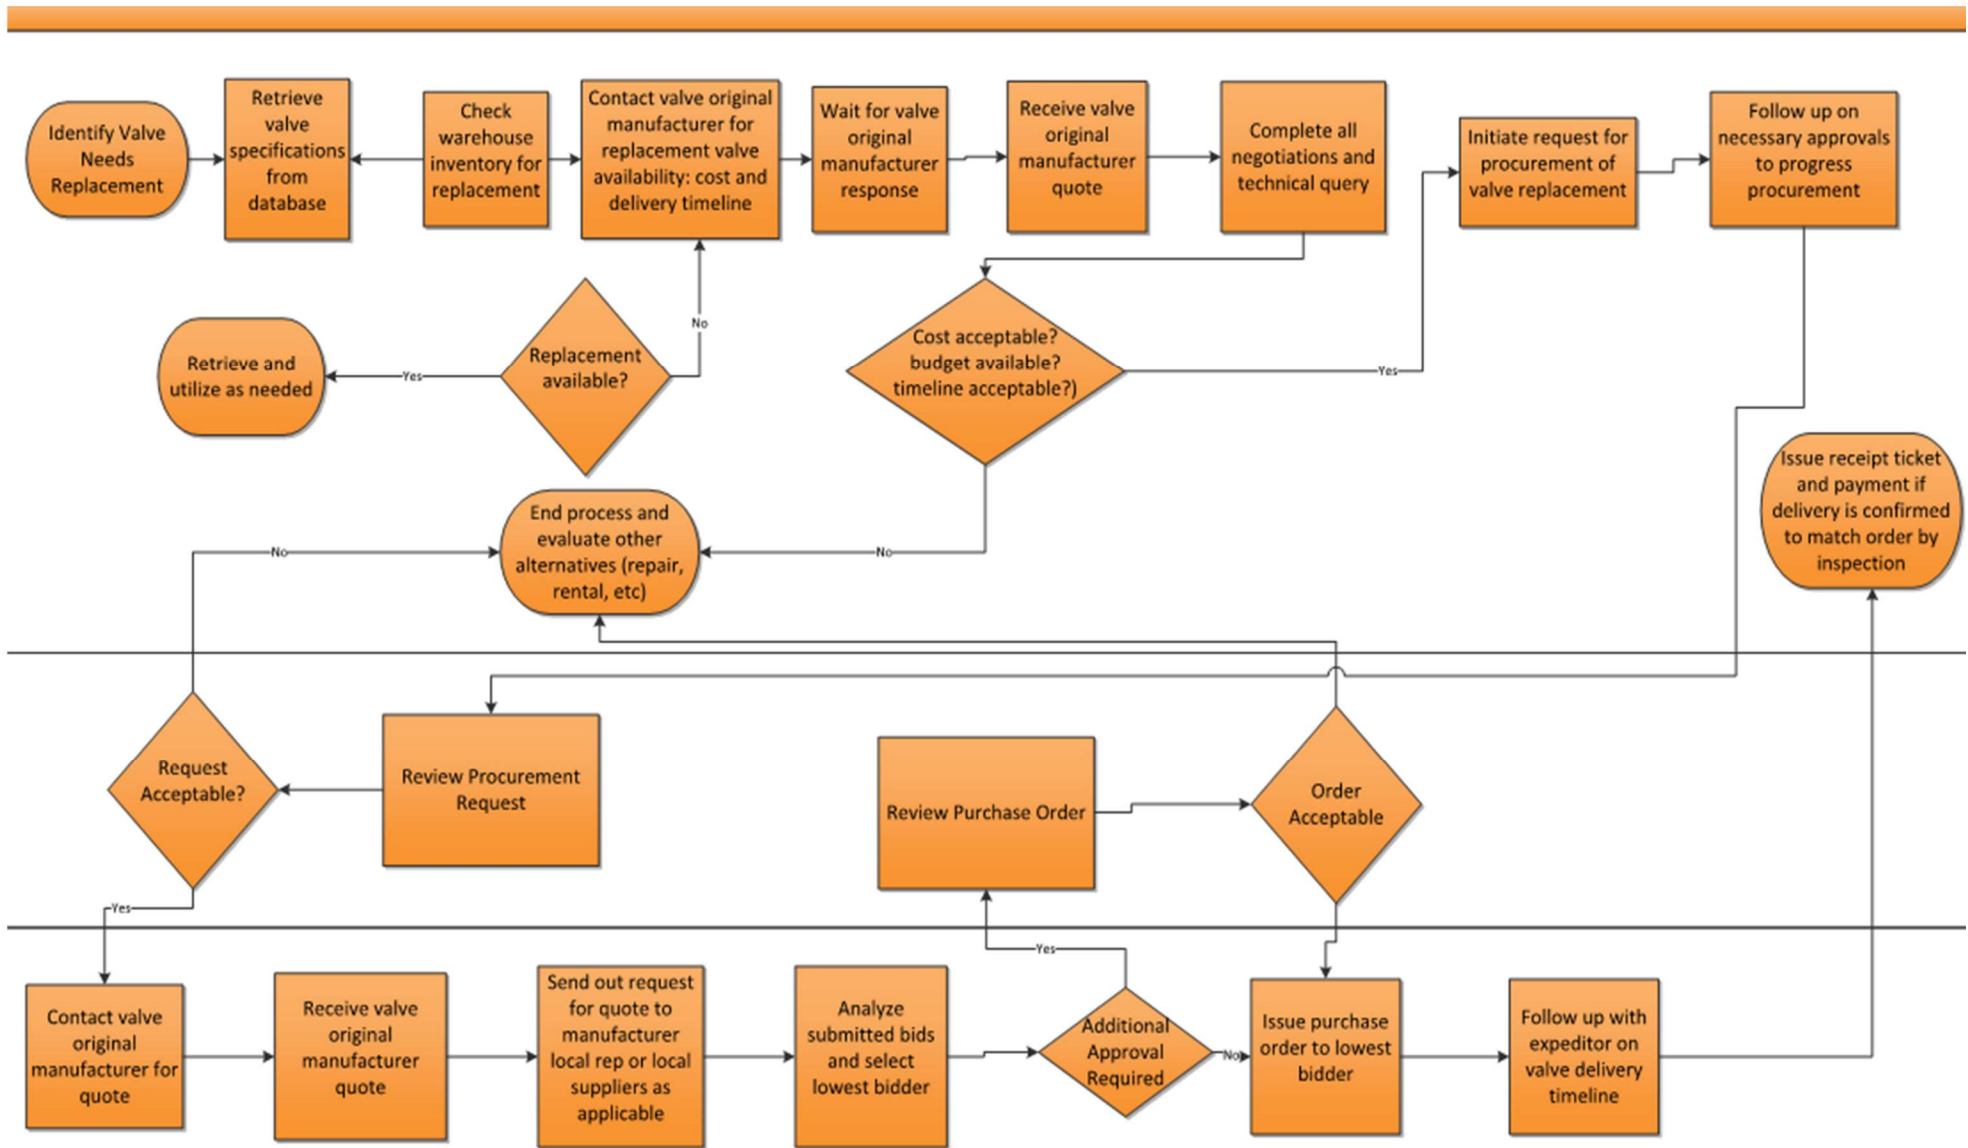 Identify Valve
Needs
Replacement
Retrieve
valve
specifications
from
database
Check
warehouse
inventory for
replacement
Contact valve original
manufacturer for
replacement valve
availability: cost and
delivery timeline
Wait for valve
original
manufacturer
response
Receive valve
original
manufacturer
quote
Complete all
negotiations and
technical query
Initiate request for
procurement of
valve replacement
Follow up on
necessary approvals
to progress
procurement
Retrieve and
utilize as needed
Yes
Replacement
available?
No
Cost acceptable?
budget available?
timeline acceptable?)
Yes
No
End process and
evaluate other
alternatives (repair,
rental, etc)
No
Issue receipt ticket
and payment if
delivery is confirmed
to match order by
inspection
Request
Acceptable?
Yes
Review Procurement
Request
Review Purchase Order
Order
Acceptable
Contact valve
original
manufacturer for
quote
Receive valve
original
manufacturer
quote
Send out request
for quote to
manufacturer
local rep or local
suppliers as
applicable
Analyze
submitted bids
and select
lowest bidder
Yes
Additional
Approval
Required
No
Issue purchase
order to lowest
bidder
Follow up with
expeditor on
valve delivery
timeline